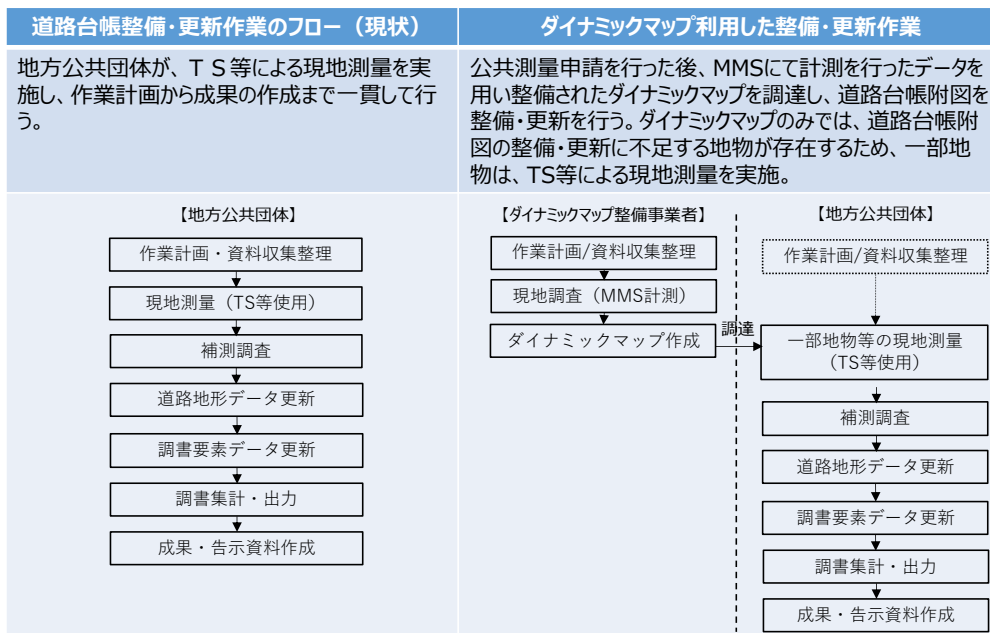 道路台帳整備・更新作業のフロー（現状）
ダイナミックマップ利用した整備・更新作業
地方公共団体が、ＴＳ等による現地測量を実
施し、作業計画から成果の作成まで一貫して行
う。
公共測量申請を行った後、MMSにて計測を行ったデータを
用い整備されたダイナミックマップを調達し、道路台帳附図を
整備・更新を行う。ダイナミックマップのみでは、道路台帳附
図の整備・更新に不足する地物が存在するため、一部地
物は、TS等による現地測量を実施。
【地方公共団体】
作業計画・資料収集整理
現地測量（TS等使用）
補測調査
道路地形データ更新
調書要素データ更新
調書集計・出力
成果・告示資料作成
【ダイナミックマップ整備事業者】
作業計画/資料収集整理
現地調査（MMS計測）
ダイナミックマップ作成
調達
【地方公共団体】
作業計画/資料収集整理
一部地物等の現地測量
（TS等使用）
補測調査
道路地形データ更新
調書要素データ更新
調書集計・出力
成果・告示資料作成